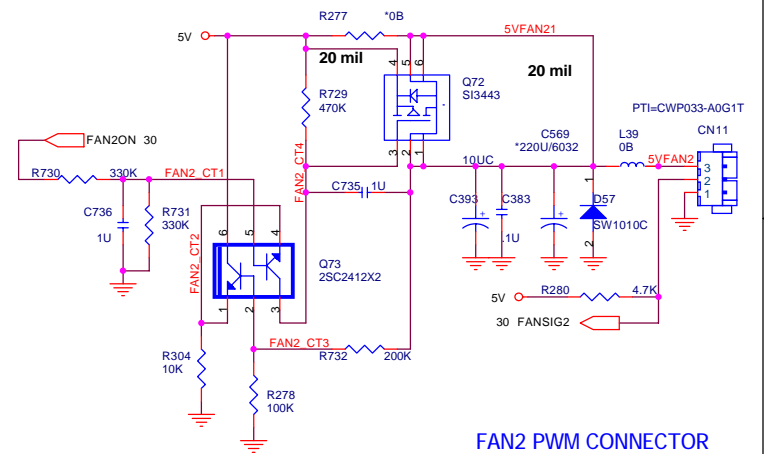 R277 *0B
5V
5VFAN21
20 mil
4 5 6
Q72
SI3443
20 mil
R729
470K
PTI=CWP033-A0G1T
CN11
FAN2ON 30
3 2 1
C569
*220U/6032
L39
0B
5VFAN2
3
2
1
R730 330K
FAN2_CT1
FAN2_CT4
10UC
C735 1U
C393
C383
.1U
1
D57
SW1010C
2
C736
1U
R731
330K
FAN2_CT2
6 5 4
Q73
2SC2412X2
1 2 3
5V
R280 4.7K
30 FANSIG2
FAN2_CT3
R732 200K
R304
10K
R278
100K
FAN2 PWM CONNECTOR